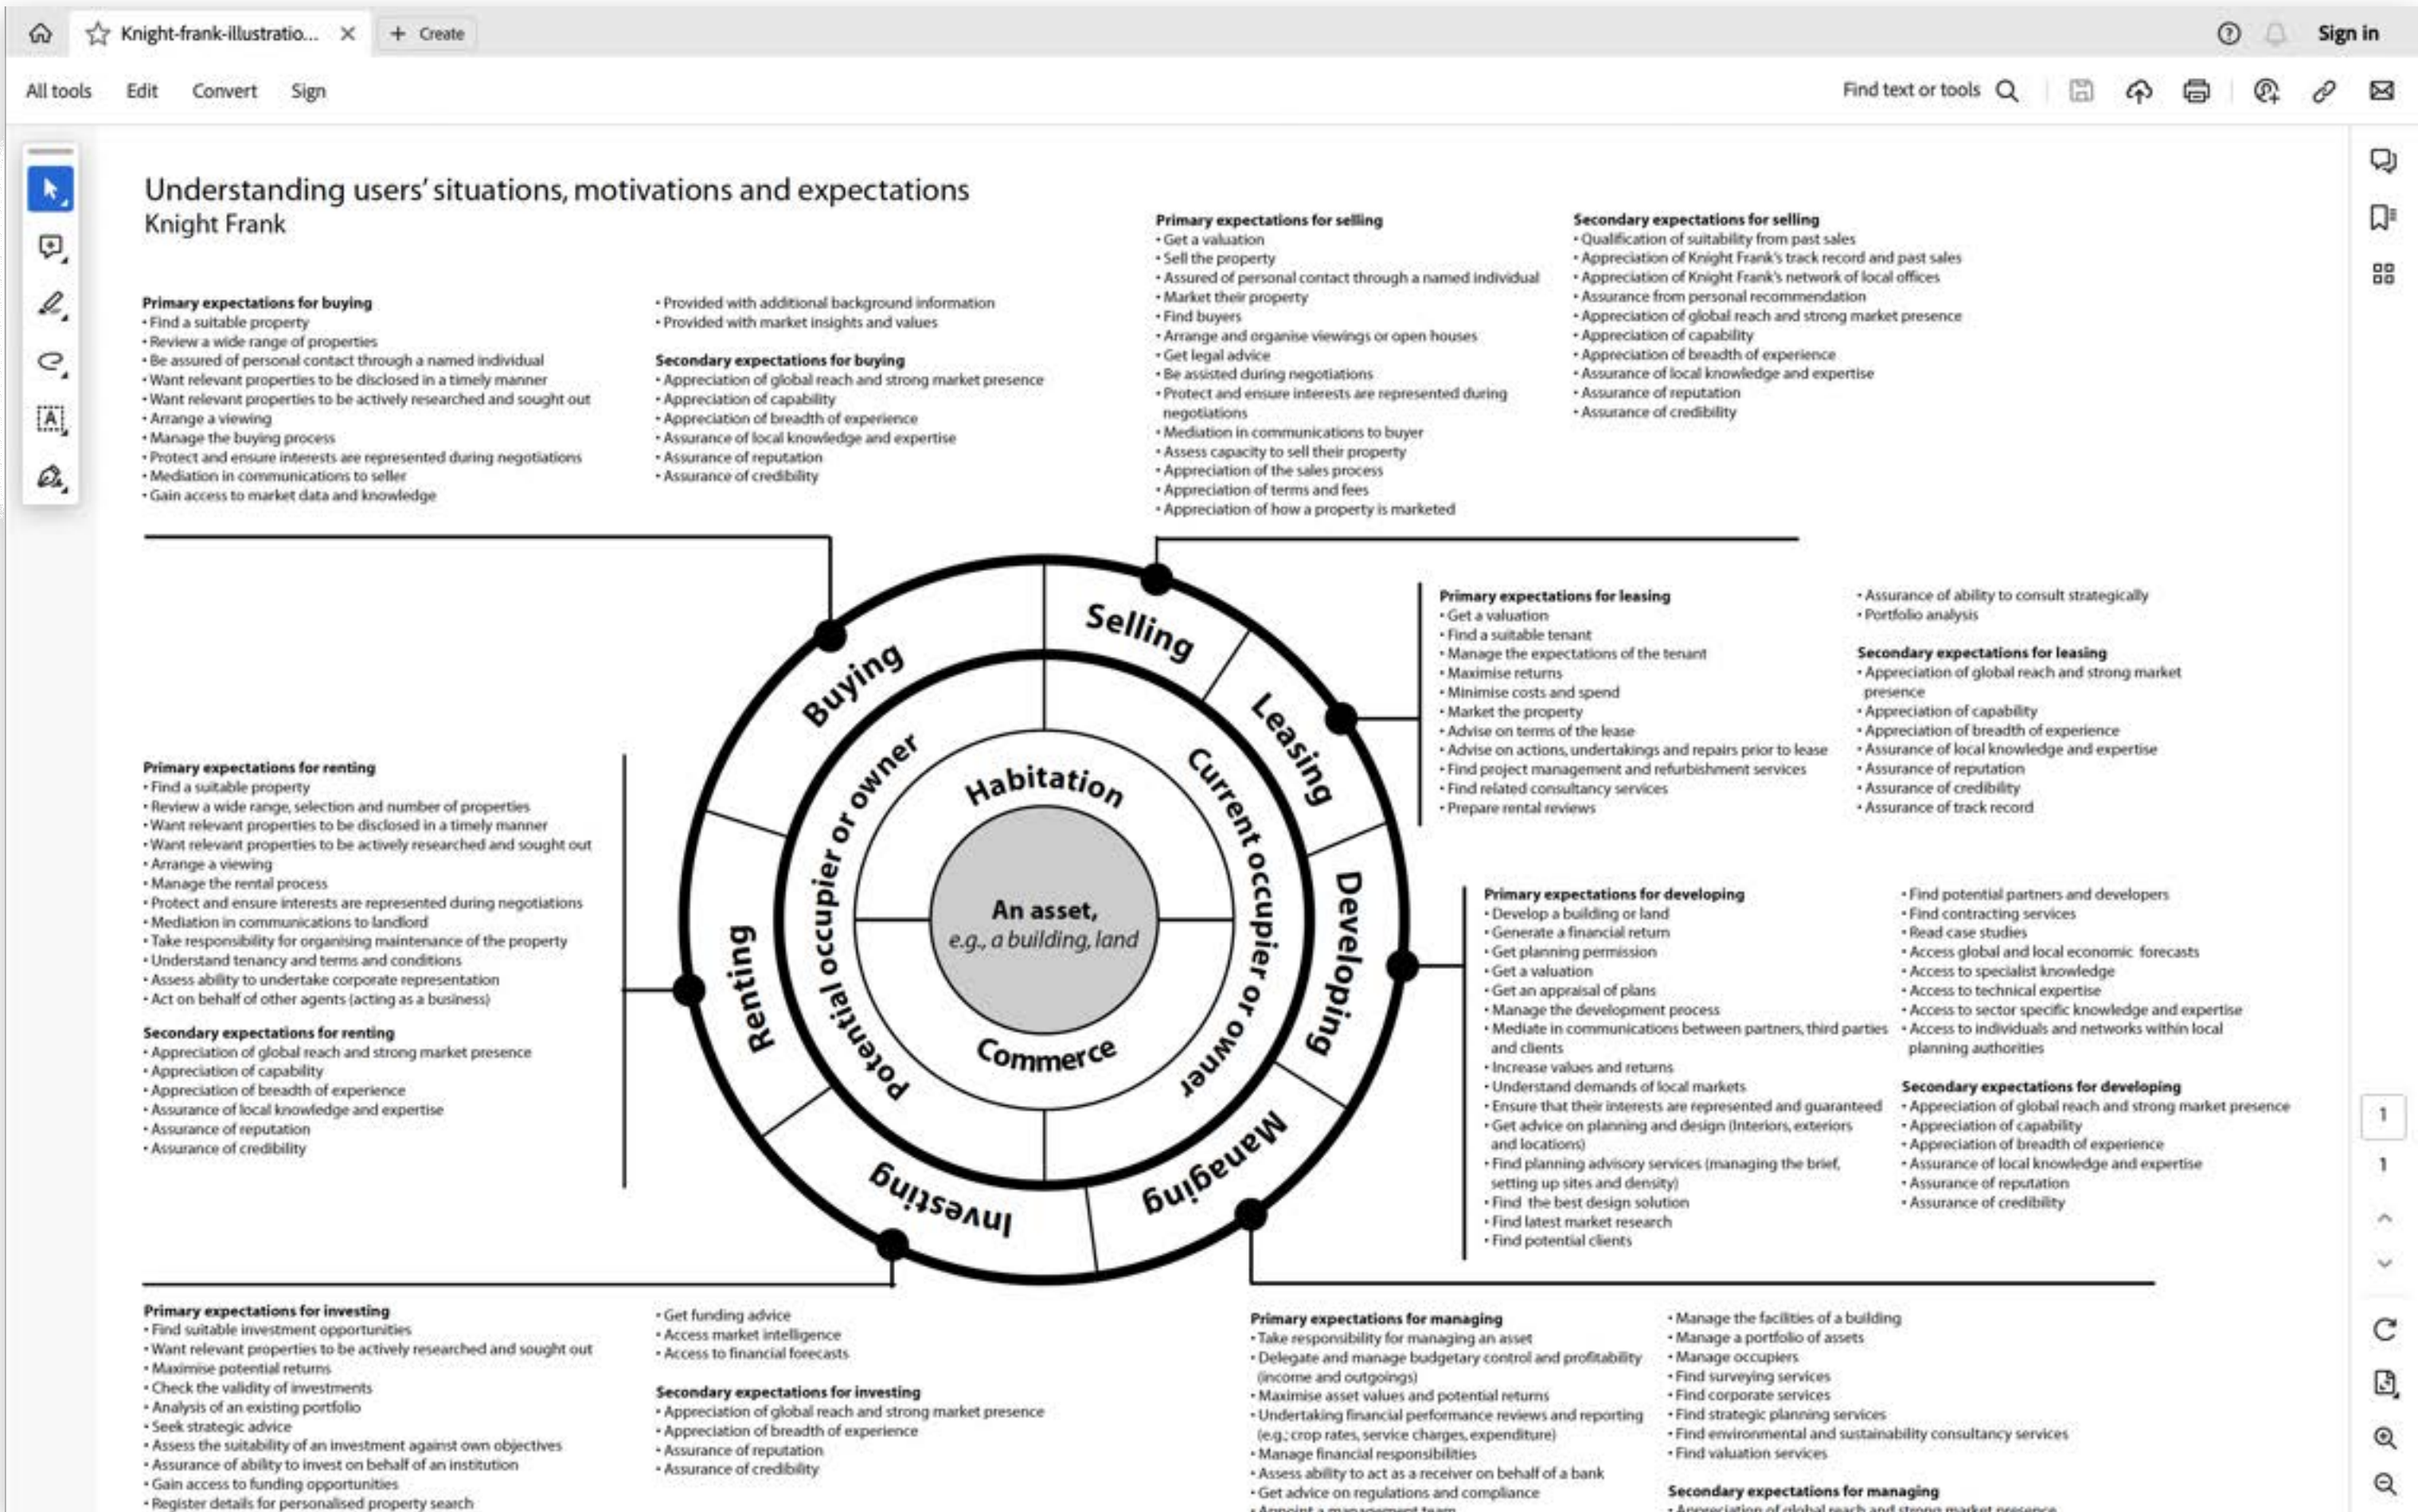 Knight-frank-illustratio...
Create
Sign in
All tools
Edit
Convert
Sign
Find text or tools
Understanding users' situations, motivations and expectations
Knight Frank
Primary expectations for buying
• Find a suitable property
• Review a wide range of properties
• Be assured of personal contact through a named individual
• Want relevant properties to be disclosed in a timely manner
• Want relevant properties to be actively researched and sought out
• Arrange a viewing
• Manage the buying process
• Protect and ensure interests are represented during negotiations
• Mediation in communications to seller
• Gain access to market data and knowledge
• Provided with additional background information
• Provided with market insights and values
Secondary expectations for buying
• Appreciation of global reach and strong market presence
• Appreciation of capability
• Appreciation of breadth of experience
• Assurance of local knowledge and expertise
• Assurance of reputation
• Assurance of credibility
Primary expectations for selling
• Get a valuation
• Sell the property
• Assured of personal contact through a named individual
• Market their property
• Find buyers
• Arrange and organise viewings or open houses
• Get legal advice
• Be assisted during negotiations
• Protect and ensure interests are represented during
negotiations
• Mediation in communications to buyer
• Assess capacity to sell their property
• Appreciation of the sales process
• Appreciation of terms and fees
• Appreciation of how a property is marketed
Secondary expectations for selling
• Qualification of suitability from past sales
• Appreciation of Knight Frank's track record and past sales
• Appreciation of Knight Frank's network of local offices
• Assurance from personal recommendation
• Appreciation of global reach and strong market presence
• Appreciation of capability
• Appreciation of breadth of experience
• Assurance of local knowledge and expertise
• Assurance of reputation
• Assurance of credibility
Selling
Leasing
Developing
Managing
Investing
Renting
Buying
Potential occupier or owner
Current occupier or owner
Habitation
An asset,
e.g., a building, land
Commerce
Primary expectations for leasing
• Get a valuation
• Find a suitable tenant
• Manage the expectations of the tenant
• Maximise returns
• Minimise costs and spend
• Market the property
• Advise on terms of the lease
• Advise on actions, undertakings and repairs prior to lease
• Find project management and refurbishment services
• Find related consultancy services
• Prepare rental reviews
• Assurance of ability to consult strategically
• Portfolio analysis
Secondary expectations for leasing
• Appreciation of global reach and strong market
presence
• Appreciation of capability
• Appreciation of breadth of experience
• Assurance of local knowledge and expertise
• Assurance of reputation
• Assurance of credibility
• Assurance of track record
Primary expectations for renting
• Find a suitable property
• Review a wide range, selection and number of properties
• Want relevant properties to be disclosed in a timely manner
• Want relevant properties to be actively researched and sought out
• Arrange a viewing
• Manage the rental process
• Protect and ensure interests are represented during negotiations
• Mediation in communications to landlord
• Take responsibility for organising maintenance of the property
• Understand tenancy and terms and conditions
• Assess ability to undertake corporate representation
• Act on behalf of other agents (acting as a business)
Secondary expectations for renting
• Appreciation of global reach and strong market presence
• Appreciation of capability
• Appreciation of breadth of experience
• Assurance of local knowledge and expertise
• Assurance of reputation
• Assurance of credibility
Primary expectations for developing
• Develop a building or land
• Generate a financial return
• Get planning permission
• Get a valuation
• Get an appraisal of plans
• Manage the development process
• Mediate in communications between partners, third parties
and clients
• Increase values and returns
• Understand demands of local markets
• Ensure that their interests are represented and guaranteed
• Get advice on planning and design (Interiors, exteriors
and locations)
• Find planning advisory services (managing the brief,
setting up sites and density)
• Find the best design solution
• Find latest market research
• Find potential clients
• Find potential partners and developers
• Find contracting services
• Read case studies
• Access global and local economic forecasts
• Access to specialist knowledge
• Access to technical expertise
• Access to sector specific knowledge and expertise
• Access to individuals and networks within local
planning authorities
Secondary expectations for developing
• Appreciation of global reach and strong market presence
• Appreciation of capability
• Appreciation of breadth of experience
• Assurance of local knowledge and expertise
• Assurance of reputation
• Assurance of credibility
1
1
Primary expectations for investing
• Find suitable investment opportunities
• Want relevant properties to be actively researched and sought out
• Maximise potential returns
• Check the validity of investments
• Analysis of an existing portfolio
• Seek strategic advice
• Assess the suitability of an investment against own objectives
• Assurance of ability to invest on behalf of an institution
• Gain access to funding opportunities
• Register details for personalised property search
• Get funding advice
• Access market intelligence
• Access to financial forecasts
Secondary expectations for investing
• Appreciation of global reach and strong market presence
• Appreciation of breadth of experience
• Assurance of reputation
• Assurance of credibility
Primary expectations for managing
• Take responsibility for managing an asset
• Delegate and manage budgetary control and profitability
(income and outgoings)
• Maximise asset values and potential returns
• Undertaking financial performance reviews and reporting
(e.g.; crop rates, service charges, expenditure)
• Manage financial responsibilities
• Assess ability to act as a receiver on behalf of a bank
• Get advice on regulations and compliance
• Appoint a management team
• Manage the facilities of a building
• Manage a portfolio of assets
• Manage occupiers
• Find surveying services
• Find corporate services
• Find strategic planning services
• Find environmental and sustainability consultancy services
• Find valuation services
Secondary expectations for managing
• Appreciation of global reach and strong market presence